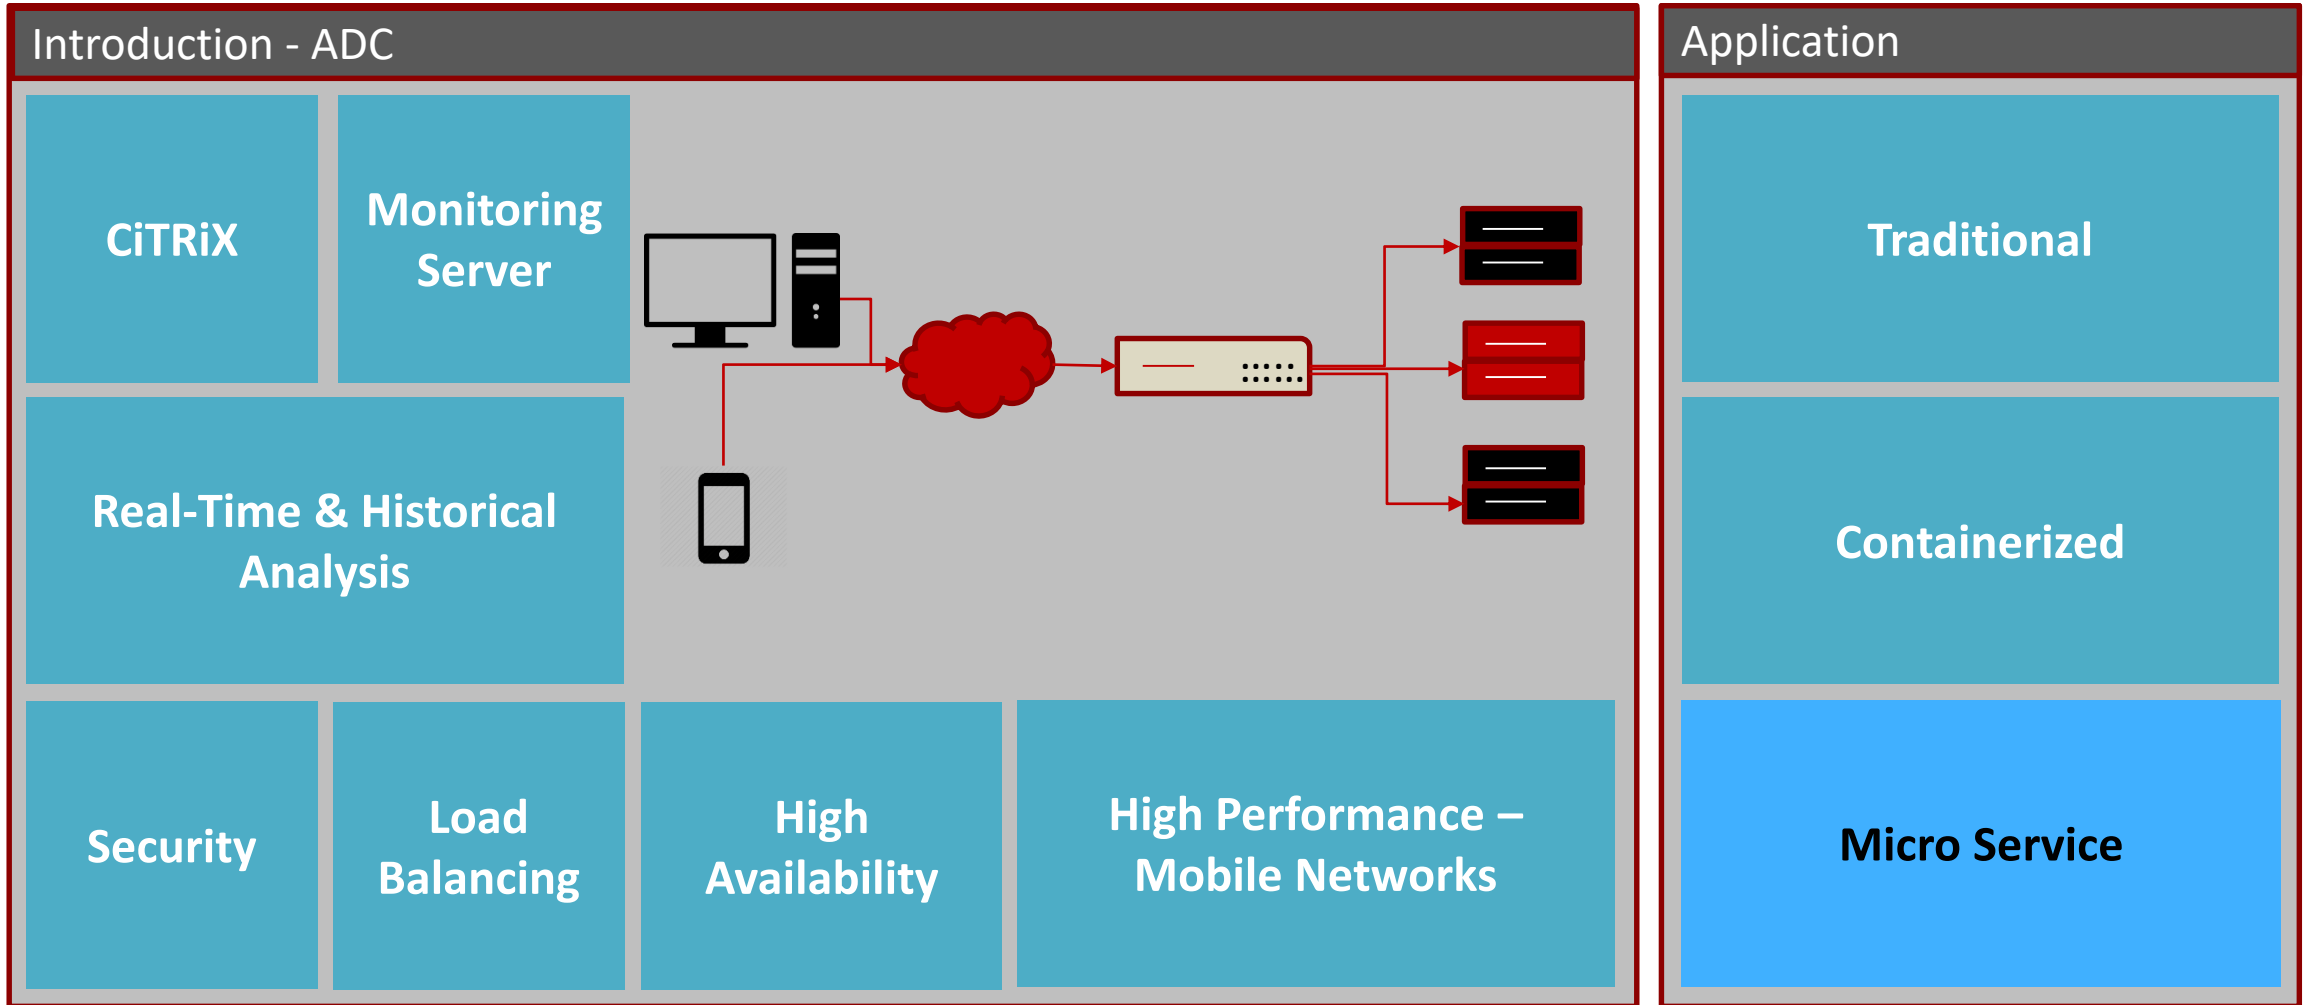 Introduction - ADC
CiTRiX
Monitoring
Server
Real-Time & Historical
Analysis
Security
Load
Balancing
High
Availability
High Performance –
Mobile Networks
Application
Traditional
Containerized
Micro Service